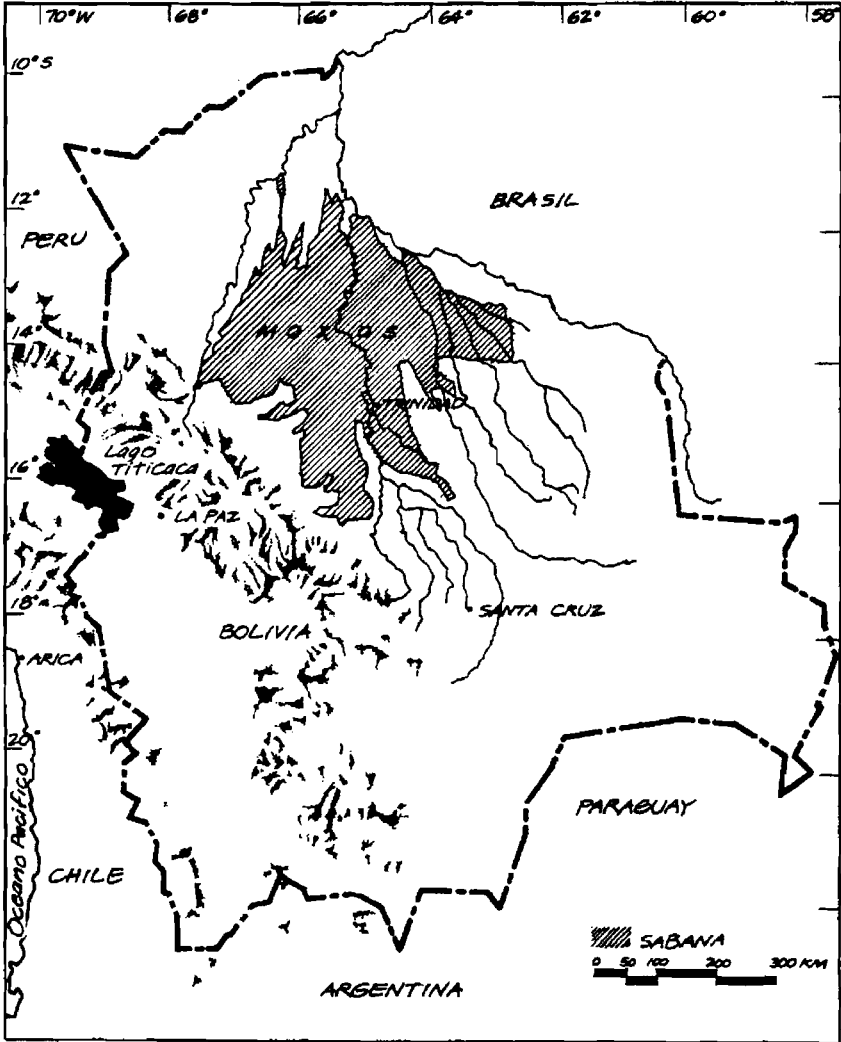 70°W 68° 66° 64° 62° 60° 58°
10°S
12°
BRASIL
PERU
14°
MOXOS
TRINIDAD
Lago
Titicaca
16°
LA PAZ
18°
SANTA CRUZ
BOLIVIA
ARICA
20°
Oceano Pacifico
PARAGUAY
CHILE
SABANA
0 50 100 200 300 KM
ARGENTINA